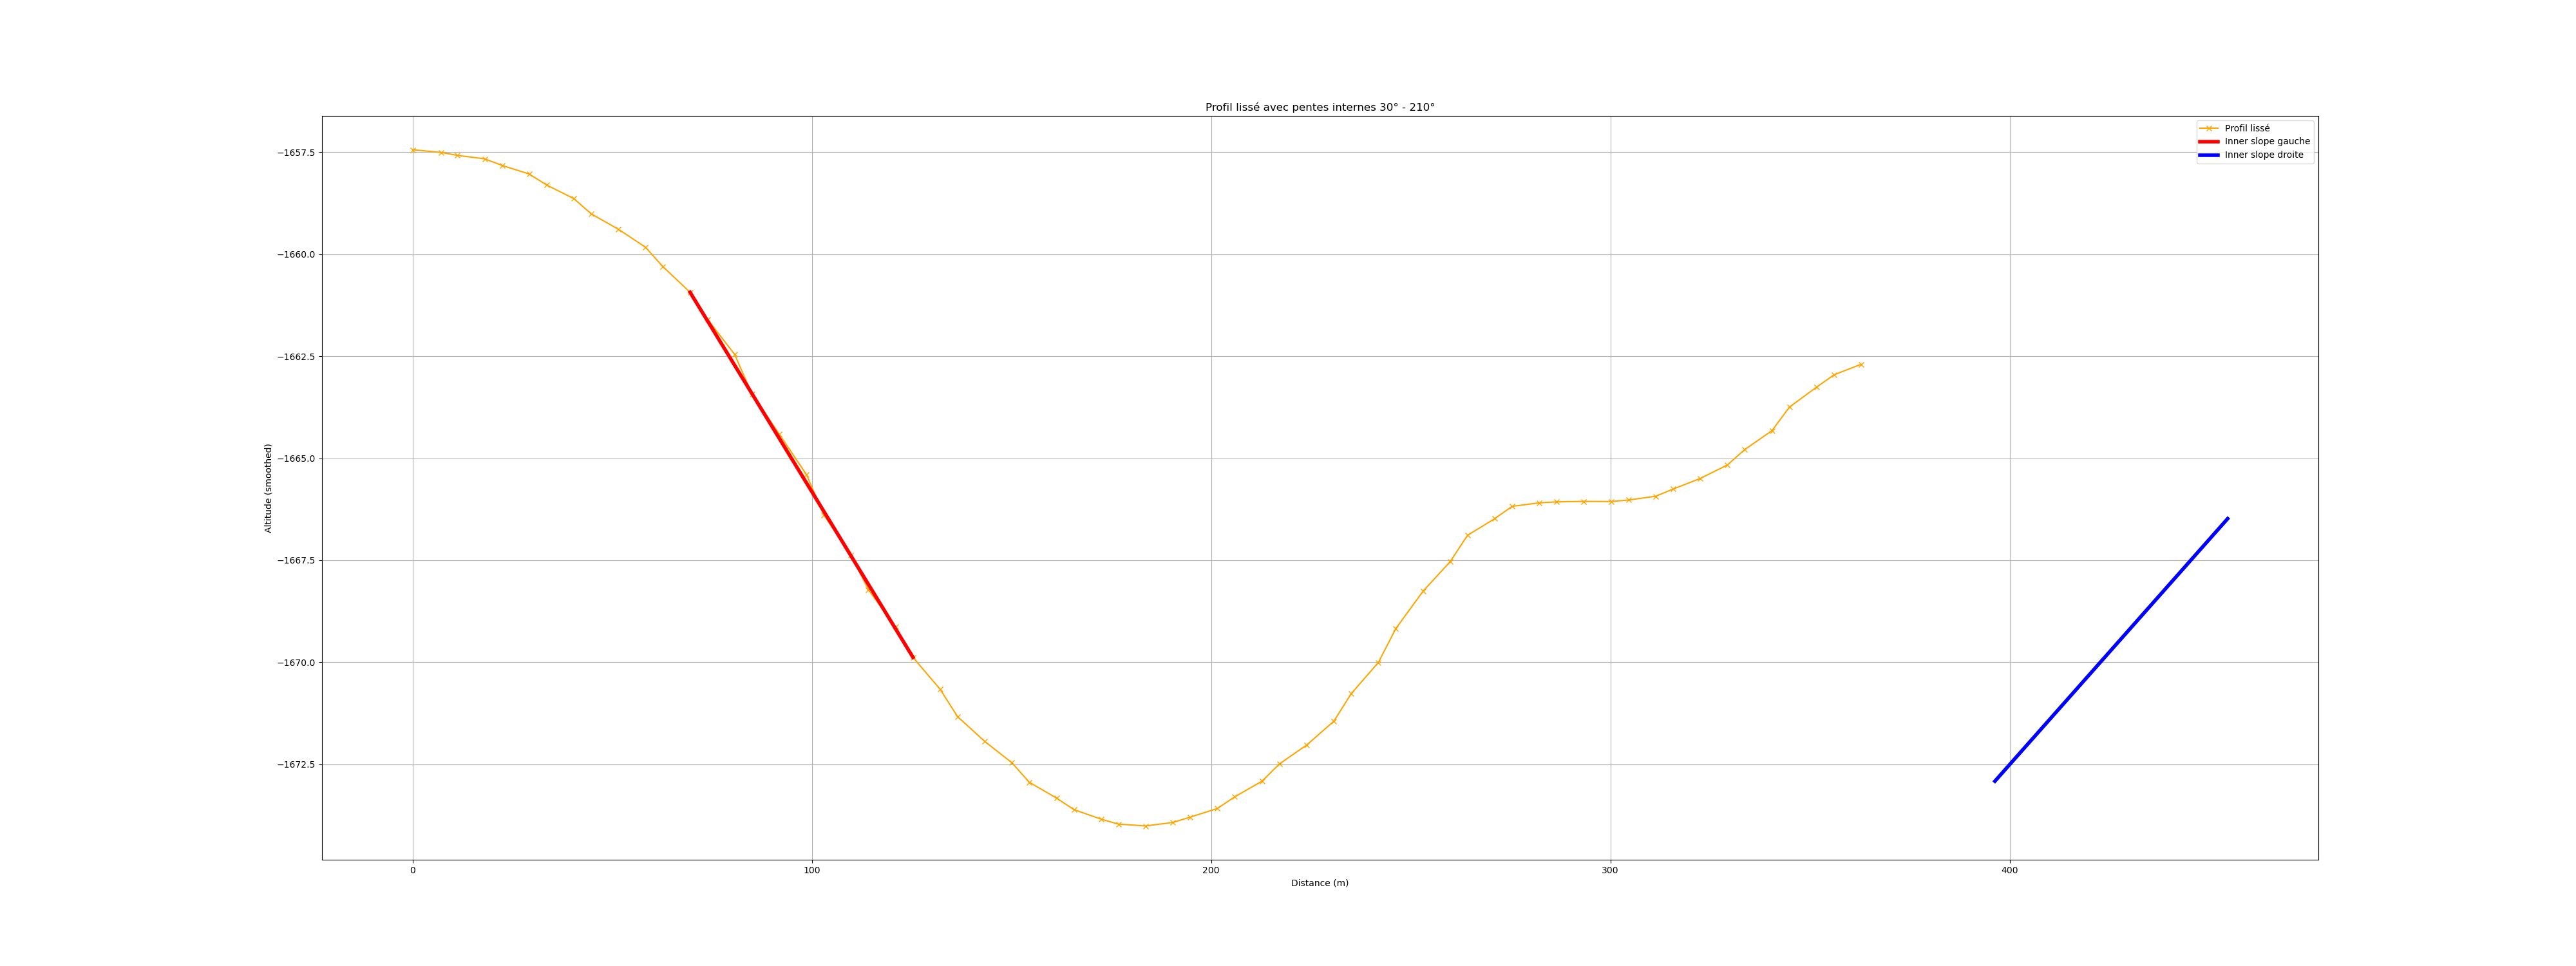 Profil lissé avec pentes internes 30° - 210°
Profil lissé
Inner slope gauche
Inner slope droite
−1657.5
−1660.0
−1662.5
−1665.0
−1667.5
−1670.0
−1672.5
Altitude (smoothed)
0
100
200
300
400
Distance (m)